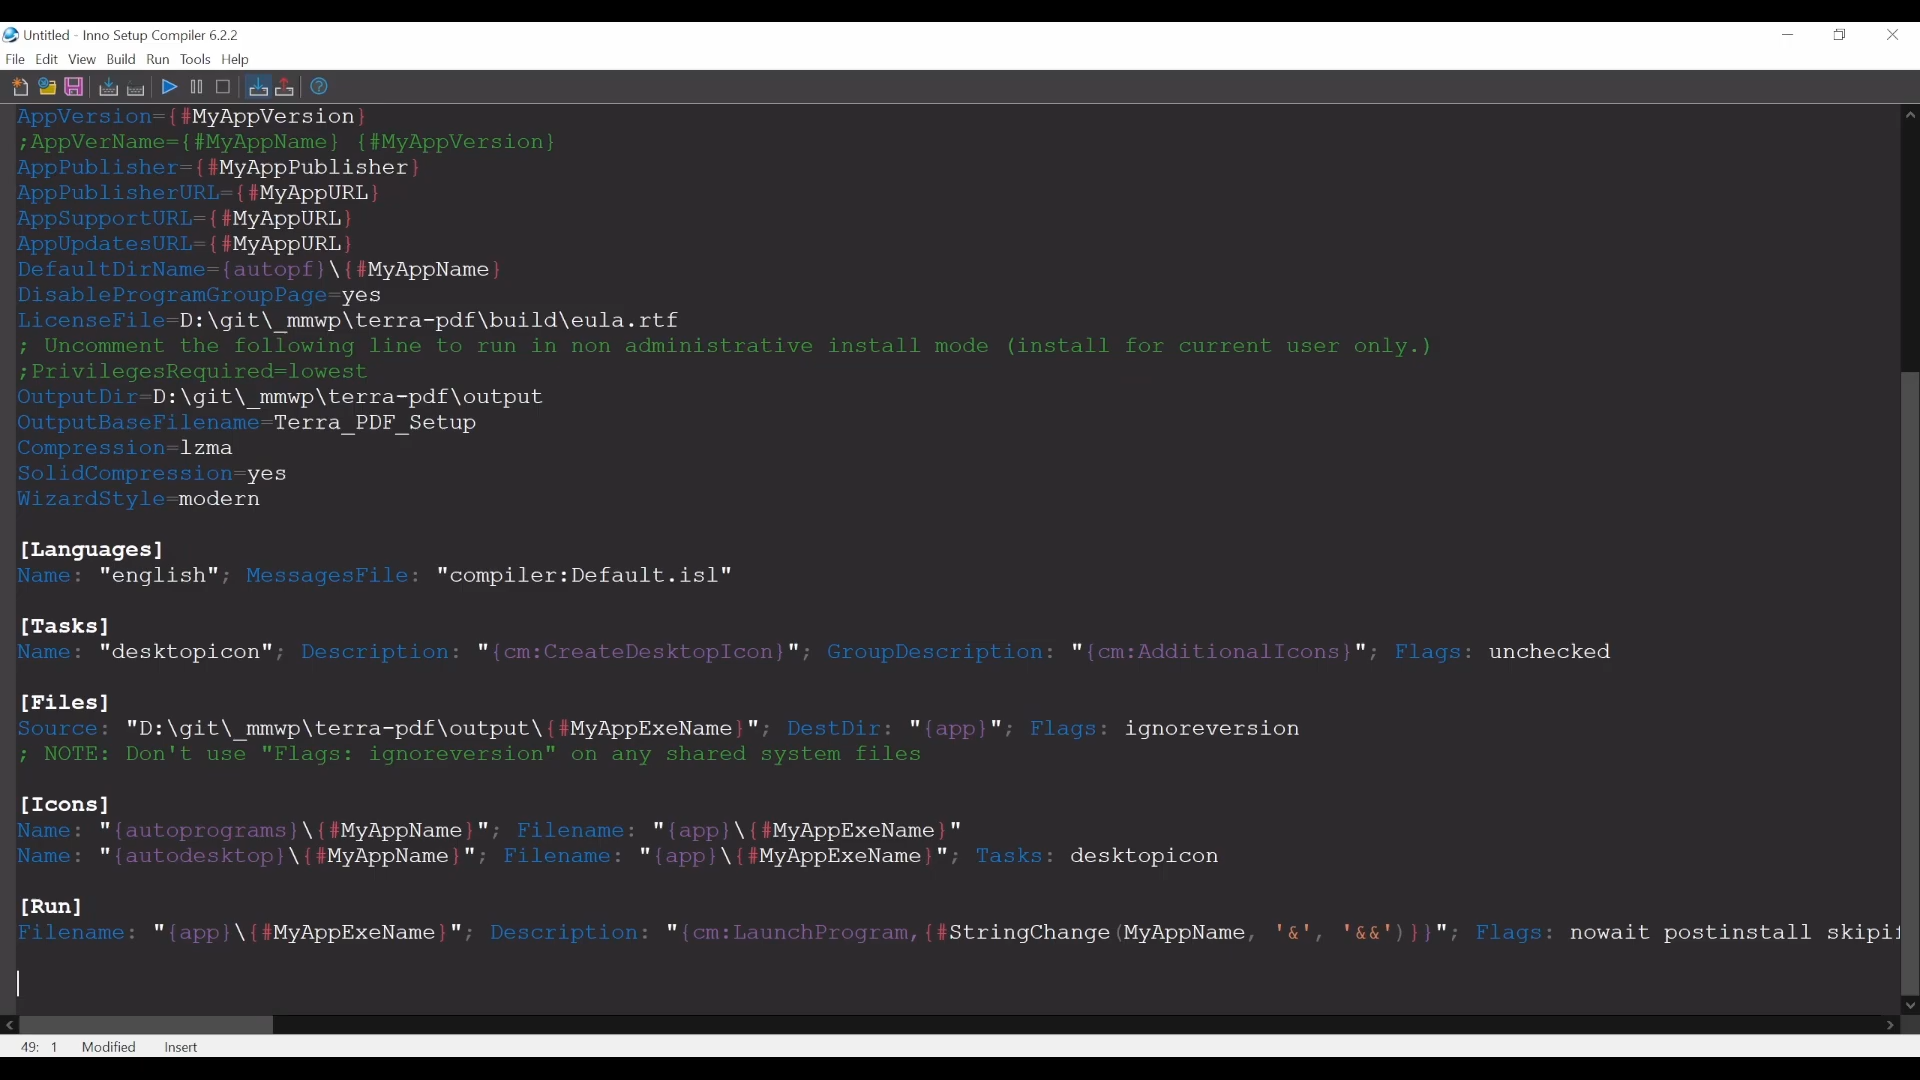 Untitled - Inno Setup Compiler 6.2.2
File Edit View Build Run Tools Help
AppVersion={#MyAppVersion}
;AppVerName={#MyAppName} {#MyAppVersion}
AppPublisher={#MyAppPublisher}
AppPublisherURL={#MyAppURL}
AppSupportURL={#MyAppURL}
AppUpdatesURL={#MyAppURL}
DefaultDirName={autopf}\{#MyAppName}
DisableProgramGroupPage=yes
LicenseFile=D:\git\_mmwp\terra-pdf\build\eula.rtf
; Uncomment the following line to run in non administrative install mode (install for current user only.)
;PrivilegesRequired=lowest
OutputDir=D:\git\_mmwp\terra-pdf\output
OutputBaseFilename=Terra_PDF_Setup
Compression=lzma
SolidCompression=yes
WizardStyle=modern
[Languages]
Name: "english"; MessagesFile: "compiler:Default.isl"
[Tasks]
Name: "desktopicon"; Description: "{cm:CreateDesktopIcon}"; GroupDescription: "{cm:AdditionalIcons}"; Flags: unchecked
[Files]
Source: "D:\git\_mmwp\terra-pdf\output\{#MyAppExeName}"; DestDir: "{app}"; Flags: ignoreversion
; NOTE: Don't use "Flags: ignoreversion" on any shared system files
[Icons]
Name: "{autoprograms}\{#MyAppName}"; Filename: "{app}\{#MyAppExeName}"
Name: "{autodesktop}\{#MyAppName}"; Filename: "{app}\{#MyAppExeName}"; Tasks: desktopicon
[Run]
Filename: "{app}\{#MyAppExeName}"; Description: "{cm:LaunchProgram,{#StringChange(MyAppName, '&', '&&')}}"; Flags: nowait postinstall skipif
49: 1 Modified Insert